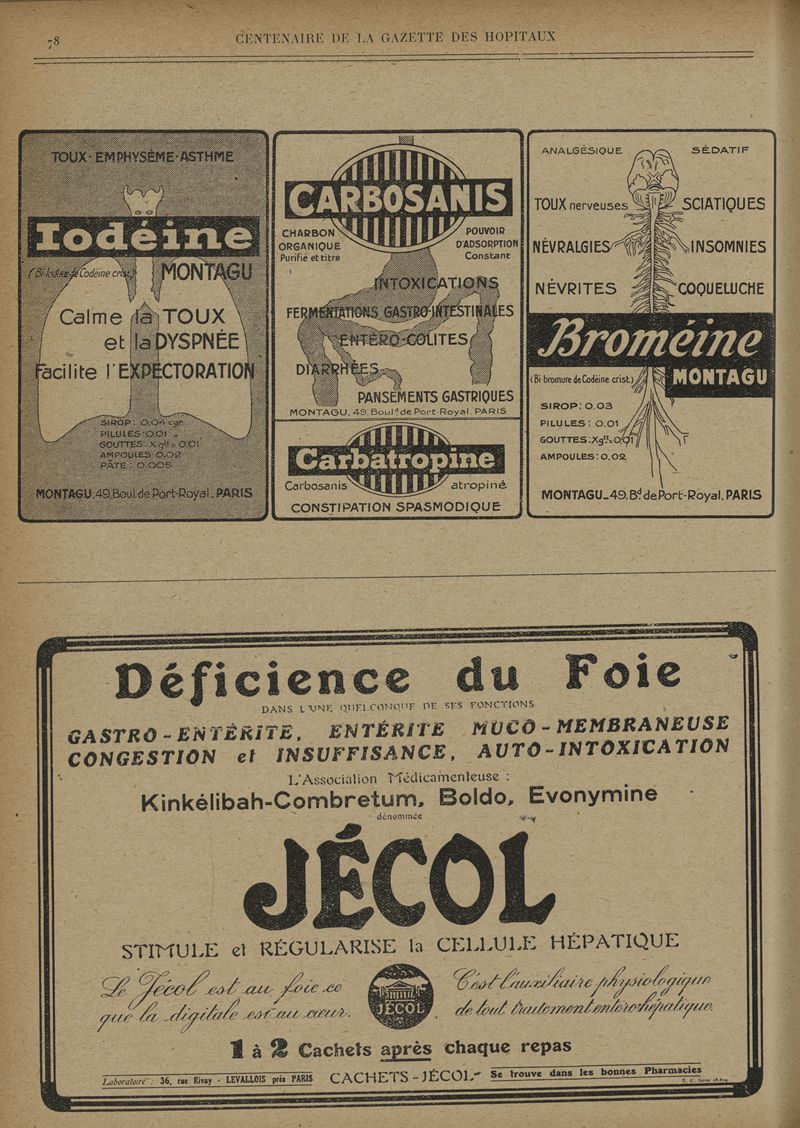 78
CENTENAIRE DE LA GAZETTE DES HOPITAUX
TOUX - EMPHYSÈME - ASTHME
Iodéine
(Bi-Iodure de Codéine crist.) MONTAGU
Calme la TOUX
et la DYSPNÉE
Facilite l'EXPECTORATION
SIROP : 0,04 cgr.
PILULES : 0,01 "
GOUTTES : X gttes = 0,01
AMPOULES 0,02
PÂTE : 0,005
MONTAGU. 49. Boul. de Port-Royal. PARIS
CARBOSANIS
CHARBON
ORGANIQUE
Purifié et titré
POUVOIR
D'ADSORPTION
Constant
INTOXICATIONS
FERMENTATIONS GASTRO-INTESTINALES
ENTÉRO-COLITES
DIARRHÉES
PANSEMENTS GASTRIQUES
MONTAGU, 49, Boul.d de Port-Royal. PARIS
Carbatropine
Carbosanis atropiné
CONSTIPATION SPASMODIQUE
ANALGÉSIQUE SÉDATIF
TOUX nerveuses SCIATIQUES
NÉVRALGIES INSOMNIES
NÉVRITES COQUELUCHE
Broméine
(Bi-bromure de Codéine crist.) MONTAGU
SIROP : 0.03
PILULES : 0.01
GOUTTES : Xgtt = 0,01
AMPOULES : 0,02
MONTAGU_49, Bd de Port-Royal, PARIS
Déficience du Foie
DANS L'UNE QUELCONQUE DE SES FONCTIONS
GASTRO-ENTÉRITE, ENTÉRITE MUCO-MEMBRANEUSE
CONGESTION et INSUFFISANCE, AUTO-INTOXICATION
L'Association Médicamenteuse :
Kinkélibah-Combretum, Boldo, Evonymine
dénommée
JÉCOL
STIMULE et RÉGULARISE la CELLULE HÉPATIQUE
Le Jécol est au foie ce
que la digitale est au cœur.
JÉCOL
C'est l'auxiliaire physiologique
de tout traitement entéro-hépatique.
1 à 2 Cachets après chaque repas
Laboratoire : 36, rue Rivay - LEVALLOIS près PARIS CACHETS-JÉCOL - Se trouve dans les bonnes Pharmacies